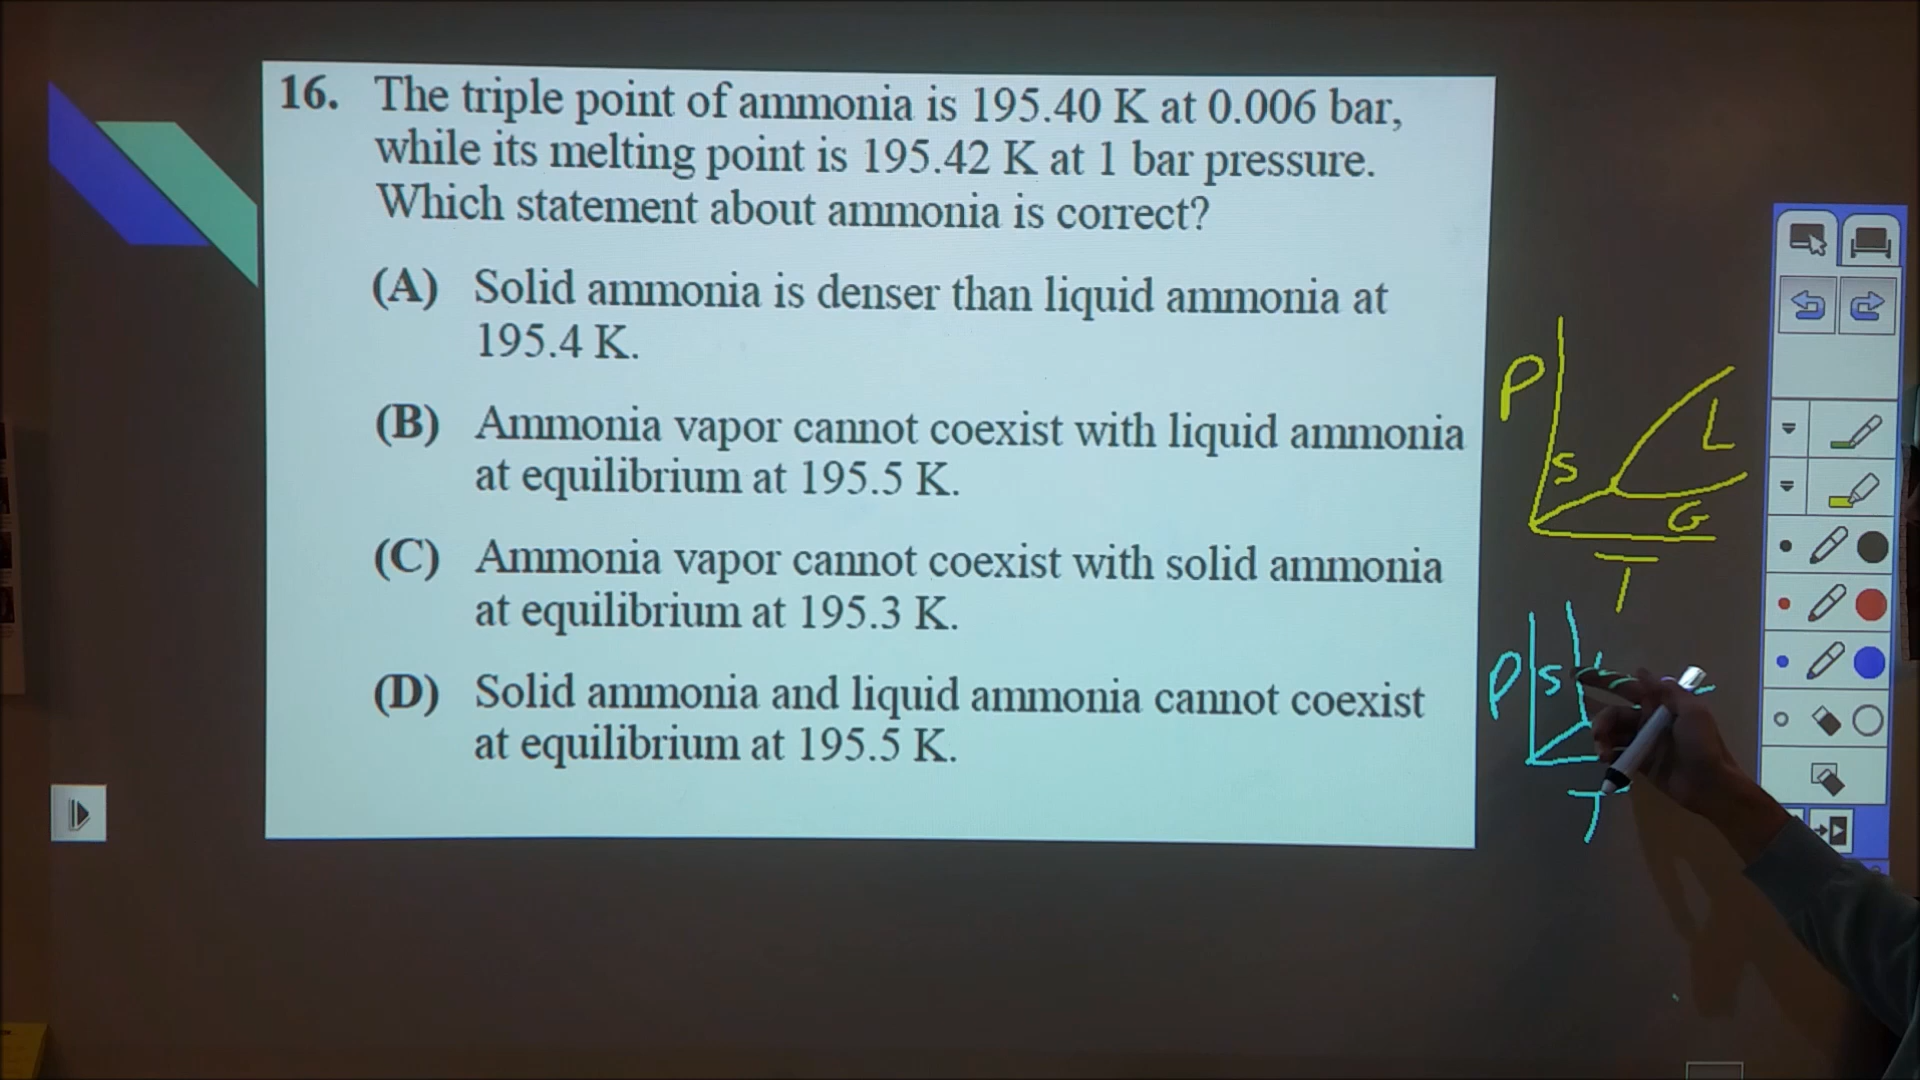 16. The triple point of ammonia is 195.40 K at 0.006 bar,
while its melting point is 195.42 K at 1 bar pressure.
Which statement about ammonia is correct?
(A) Solid ammonia is denser than liquid ammonia at
195.4 K.
(B) Ammonia vapor cannot coexist with liquid ammonia
at equilibrium at 195.5 K.
(C) Ammonia vapor cannot coexist with solid ammonia
at equilibrium at 195.3 K.
(D) Solid ammonia and liquid ammonia cannot coexist
at equilibrium at 195.5 K.
P
L
S
G
T
P
S
T